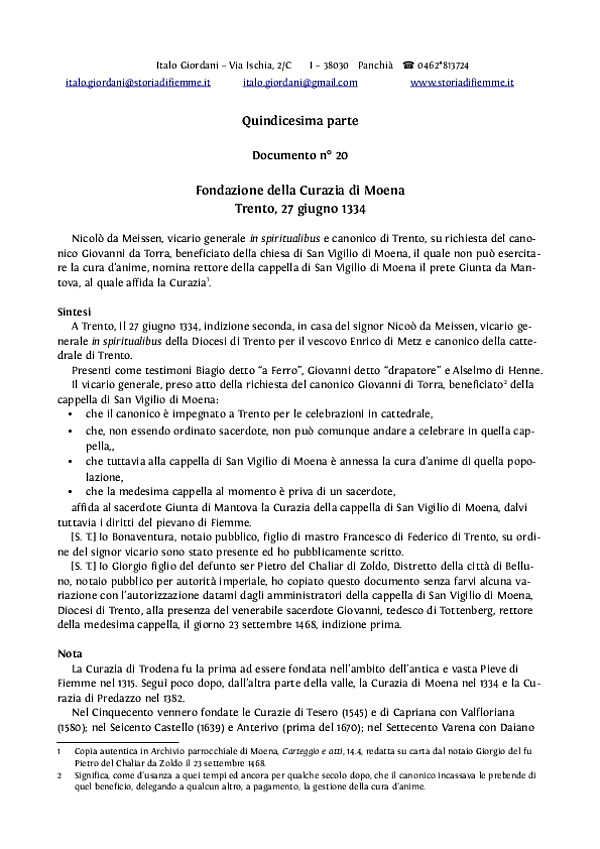 Italo Giordani – Via Ischia, 2/C I – 38030 Panchià ☎ 0462*813724
italo.giordani@storiadifiemme.it italo.giordani@gmail.com www.storiadifiemme.it
Quindicesima parte
Documento n° 20
Fondazione della Curazia di Moena
Trento, 27 giugno 1334
Nicolò da Meissen, vicario generale in spiritualibus e canonico di Trento, su richiesta del cano-
nico Giovanni da Torra, beneficiato della chiesa di San Vigilio di Moena, il quale non può esercita-
re la cura d'anime, nomina rettore della cappella di San Vigilio di Moena il prete Giunta da Man-
tova, al quale affida la Curazia¹.
Sintesi
A Trento, il 27 giugno 1334, indizione seconda, in casa del signor Nicoò da Meissen, vicario ge-
nerale in spiritualibus della Diocesi di Trento per il vescovo Enrico di Metz e canonico della catte-
drale di Trento.
Presenti come testimoni Biagio detto “a Ferro”, Giovanni detto “drapatore” e Alselmo di Henne.
Il vicario generale, preso atto della richiesta del canonico Giovanni di Torra, beneficiato² della
cappella di San Vigilio di Moena:
• che il canonico è impegnato a Trento per le celebrazioni in cattedrale,
• che, non essendo ordinato sacerdote, non può comunque andare a celebrare in quella cap-
pella,,
• che tuttavia alla cappella di San Vigilio di Moena è annessa la cura d'anime di quella popo-
lazione,
• che la medesima cappella al momento è priva di un sacerdote,
affida al sacerdote Giunta di Mantova la Curazia della cappella di San Vigilio di Moena, dalvi
tuttavia i diritti del pievano di Fiemme.
[S. T.] Io Bonaventura, notaio pubblico, figlio di mastro Francesco di Federico di Trento, su ordi-
ne del signor vicario sono stato presente ed ho pubblicamente scritto.
[S. T.] Io Giorgio figlio del defunto ser Pietro del Chaliar di Zoldo, Distretto della città di Bellu-
no, notaio pubblico per autorità imperiale, ho copiato questo documento senza farvi alcuna va-
riazione con l'autorizzazione datami dagli amministratori della cappella di San Vigilio di Moena,
Diocesi di Trento, alla presenza del venerabile sacerdote Giovanni, tedesco di Tottenberg, rettore
della medesima cappella, il giorno 23 settembre 1468, indizione prima.
Nota
La Curazia di Trodena fu la prima ad essere fondata nell'ambito dell'antica e vasta Pieve di
Fiemme nel 1315. Seguì poco dopo, dall'altra parte della valle, la Curazia di Moena nel 1334 e la Cu-
razia di Predazzo nel 1382.
Nel Cinquecento vennero fondate le Curazie di Tesero (1545) e di Capriana con Valfloriana
(1580); nel Seicento Castello (1639) e Anterivo (prima del 1670); nel Settecento Varena con Daiano
1 Copia autentica in Archivio parrocchiale di Moena, Carteggio e atti, 14.4, redatta su carta dal notaio Giorgio del fu
Pietro del Chaliar da Zoldo il 23 settembre 1468.
2 Significa, come d'usanza a quei tempi ed ancora per qualche secolo dopo, che il canonico incassava le prebende di
quel beneficio, delegando a qualcun altro, a pagamento, la gestione della cura d'anime.